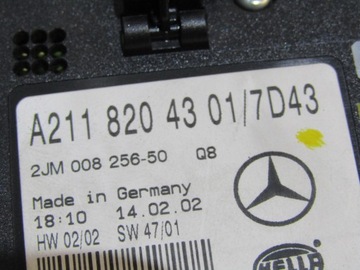 A211 820 43 01/7D43
2JM 008 256-50 Q8
Made in Germany
18:10 14.02.02
HW 02/02 SW 47/01
HELLA